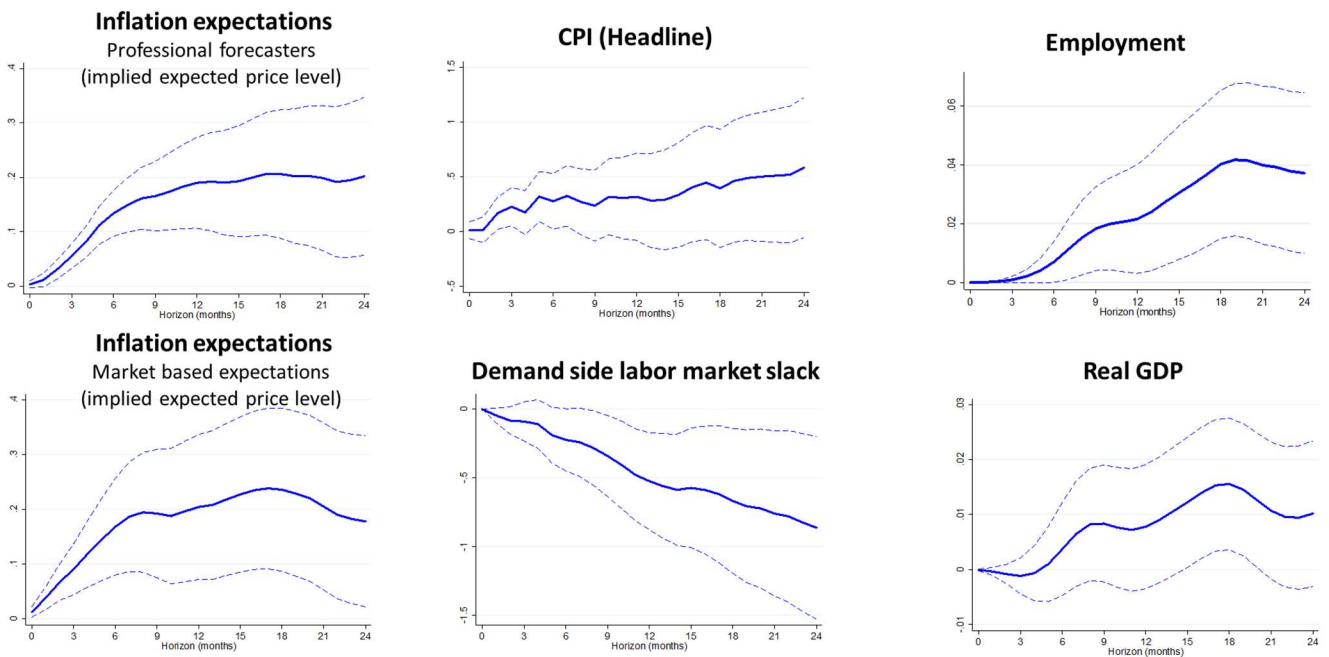 Inflation expectations
Professional forecasters
(implied expected price level)
.4
.3
.2
.1
0
0 3 6 9 12 15 18 21 24
Horizon (months)
CPI (Headline)
1.5
1
.5
0
-.5
0 3 6 9 12 15 18 21 24
Horizon (months)
Employment
.06
.04
.02
0
0 3 6 9 12 15 18 21 24
Horizon (months)
Inflation expectations
Market based expectations
(implied expected price level)
.4
.3
.2
.1
0
0 3 6 9 12 15 18 21 24
Horizon (months)
Demand side labor market slack
0
-.5
-1
-1.5
0 3 6 9 12 15 18 21 24
Horizon (months)
Real GDP
.03
.02
.01
0
-.01
0 3 6 9 12 15 18 21 24
Horizon (months)